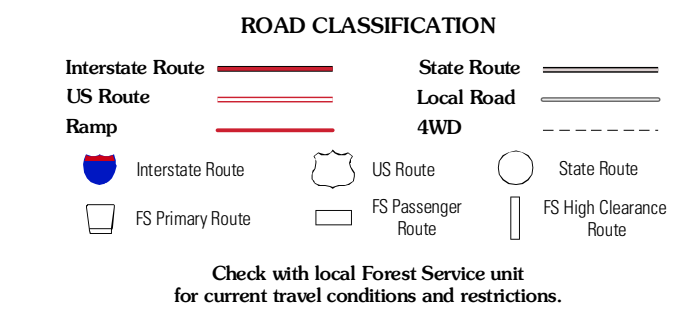 ROAD CLASSIFICATION
Interstate Route
State Route
US Route
Local Road
Ramp
4WD
Interstate Route
US Route
State Route
FS Primary Route
FS Passenger
Route
FS High Clearance
Route
Check with local Forest Service unit
for current travel conditions and restrictions.